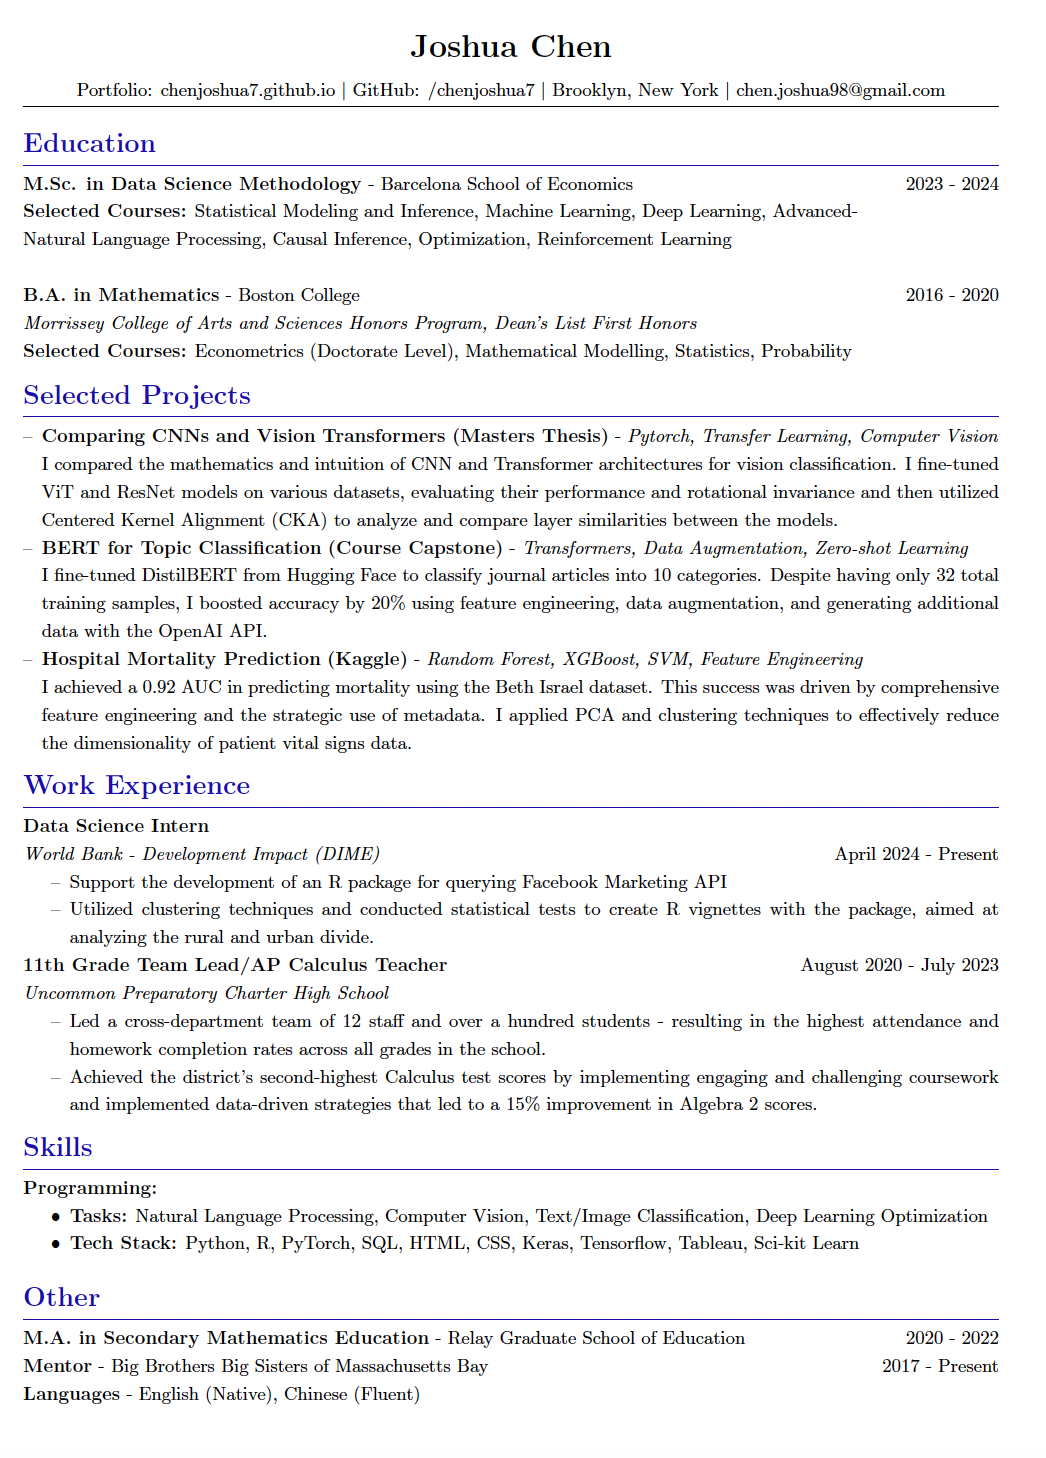 Joshua Chen
Portfolio: chenjoshua7.github.io | GitHub: /chenjoshua7 | Brooklyn, New York | chen.joshua98@gmail.com
Education
M.Sc. in Data Science Methodology - Barcelona School of Economics 2023 - 2024
Selected Courses: Statistical Modeling and Inference, Machine Learning, Deep Learning, Advanced-
Natural Language Processing, Causal Inference, Optimization, Reinforcement Learning
B.A. in Mathematics - Boston College 2016 - 2020
Morrissey College of Arts and Sciences Honors Program, Dean's List First Honors
Selected Courses: Econometrics (Doctorate Level), Mathematical Modelling, Statistics, Probability
Selected Projects
– Comparing CNNs and Vision Transformers (Masters Thesis) - Pytorch, Transfer Learning, Computer Vision
I compared the mathematics and intuition of CNN and Transformer architectures for vision classification. I fine-tuned
ViT and ResNet models on various datasets, evaluating their performance and rotational invariance and then utilized
Centered Kernel Alignment (CKA) to analyze and compare layer similarities between the models.
– BERT for Topic Classification (Course Capstone) - Transformers, Data Augmentation, Zero-shot Learning
I fine-tuned DistilBERT from Hugging Face to classify journal articles into 10 categories. Despite having only 32 total
training samples, I boosted accuracy by 20% using feature engineering, data augmentation, and generating additional
data with the OpenAI API.
– Hospital Mortality Prediction (Kaggle) - Random Forest, XGBoost, SVM, Feature Engineering
I achieved a 0.92 AUC in predicting mortality using the Beth Israel dataset. This success was driven by comprehensive
feature engineering and the strategic use of metadata. I applied PCA and clustering techniques to effectively reduce
the dimensionality of patient vital signs data.
Work Experience
Data Science Intern
World Bank - Development Impact (DIME) April 2024 - Present
– Support the development of an R package for querying Facebook Marketing API
– Utilized clustering techniques and conducted statistical tests to create R vignettes with the package, aimed at
analyzing the rural and urban divide.
11th Grade Team Lead/AP Calculus Teacher August 2020 - July 2023
Uncommon Preparatory Charter High School
– Led a cross-department team of 12 staff and over a hundred students - resulting in the highest attendance and
homework completion rates across all grades in the school.
– Achieved the district's second-highest Calculus test scores by implementing engaging and challenging coursework
and implemented data-driven strategies that led to a 15% improvement in Algebra 2 scores.
Skills
Programming:
• Tasks: Natural Language Processing, Computer Vision, Text/Image Classification, Deep Learning Optimization
• Tech Stack: Python, R, PyTorch, SQL, HTML, CSS, Keras, Tensorflow, Tableau, Sci-kit Learn
Other
M.A. in Secondary Mathematics Education - Relay Graduate School of Education 2020 - 2022
Mentor - Big Brothers Big Sisters of Massachusetts Bay 2017 - Present
Languages - English (Native), Chinese (Fluent)